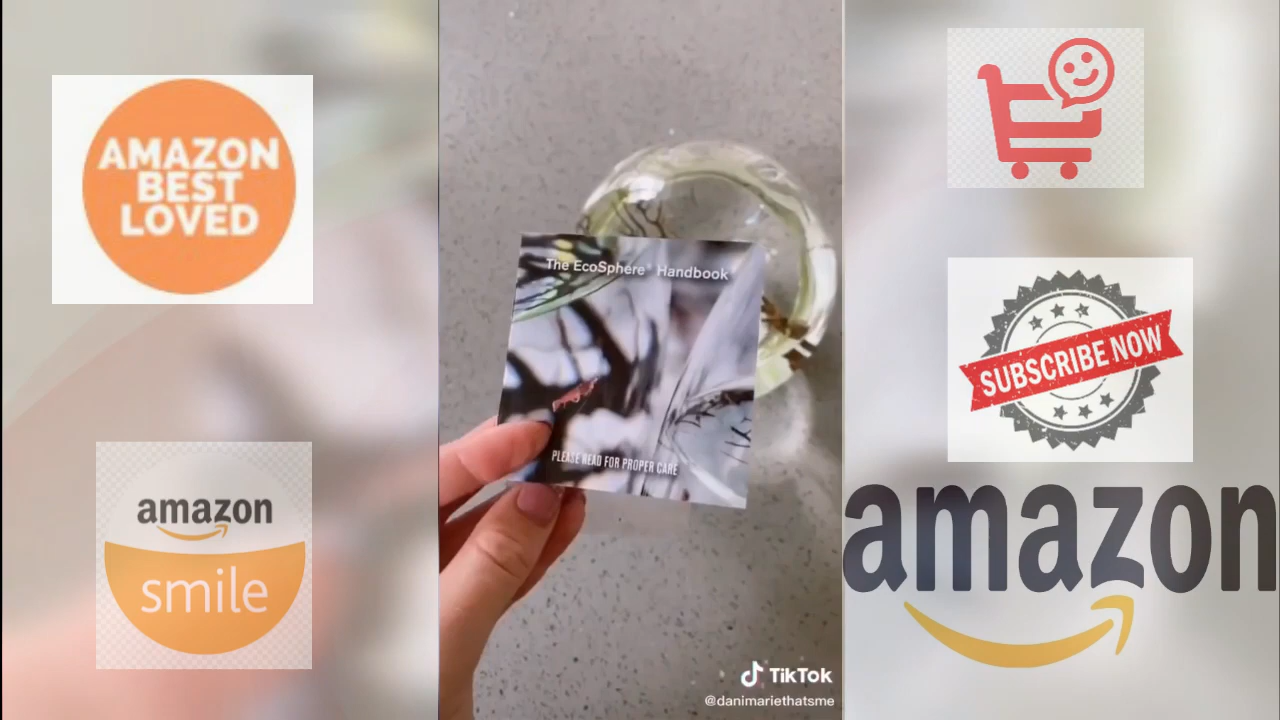 AMAZON
BEST
LOVED
amazon
smile
The EcoSphere® Handbook
PLEASE READ FOR PROPER CARE
TikTok
@danimariethatsme
SUBSCRIBE NOW
amazon